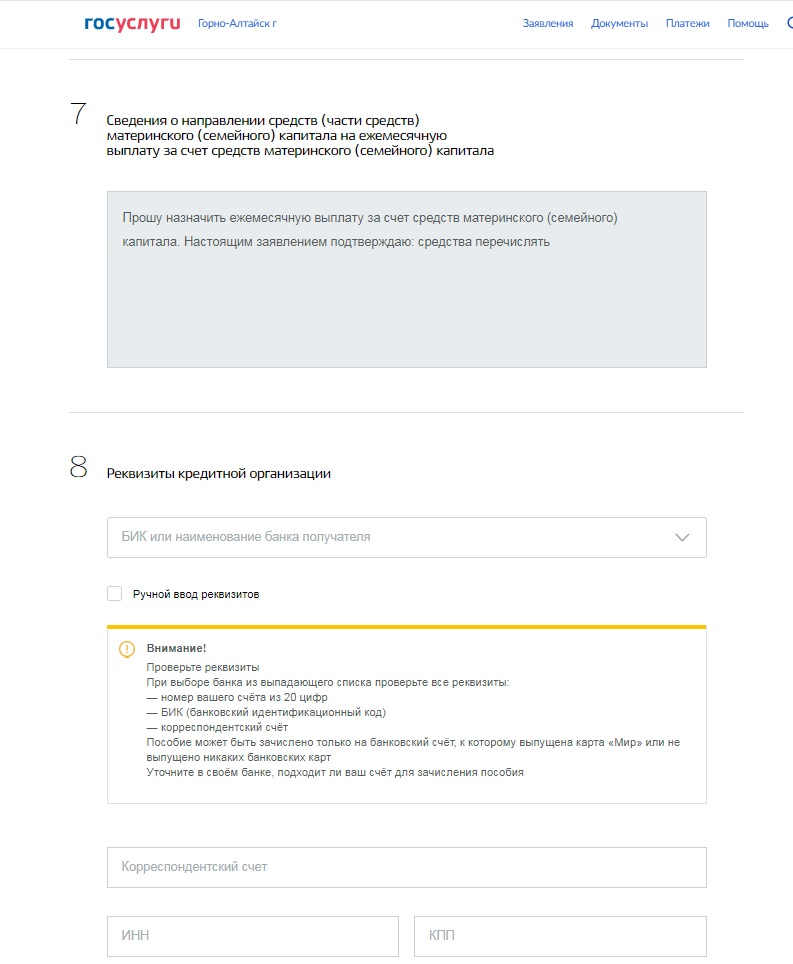 госуслуги Горно-Алтайск г Заявления Документы Платежи Помощь
7 Сведения о направлении средств (части средств)
материнского (семейного) капитала на ежемесячную
выплату за счет средств материнского (семейного) капитала
Прошу назначить ежемесячную выплату за счет средств материнского (семейного)
капитала. Настоящим заявлением подтверждаю: средства перечислять
8 Реквизиты кредитной организации
БИК или наименование банка получателя
Ручной ввод реквизитов
Внимание!
Проверьте реквизиты
При выборе банка из выпадающего списка проверьте все реквизиты:
— номер вашего счёта из 20 цифр
— БИК (банковский идентификационный код)
— корреспондентский счёт
Пособие может быть зачислено только на банковский счёт, к которому выпущена карта «Мир» или не
выпущено никаких банковских карт
Уточните в своём банке, подходит ли ваш счёт для зачисления пособия
Корреспондентский счет
ИНН КПП